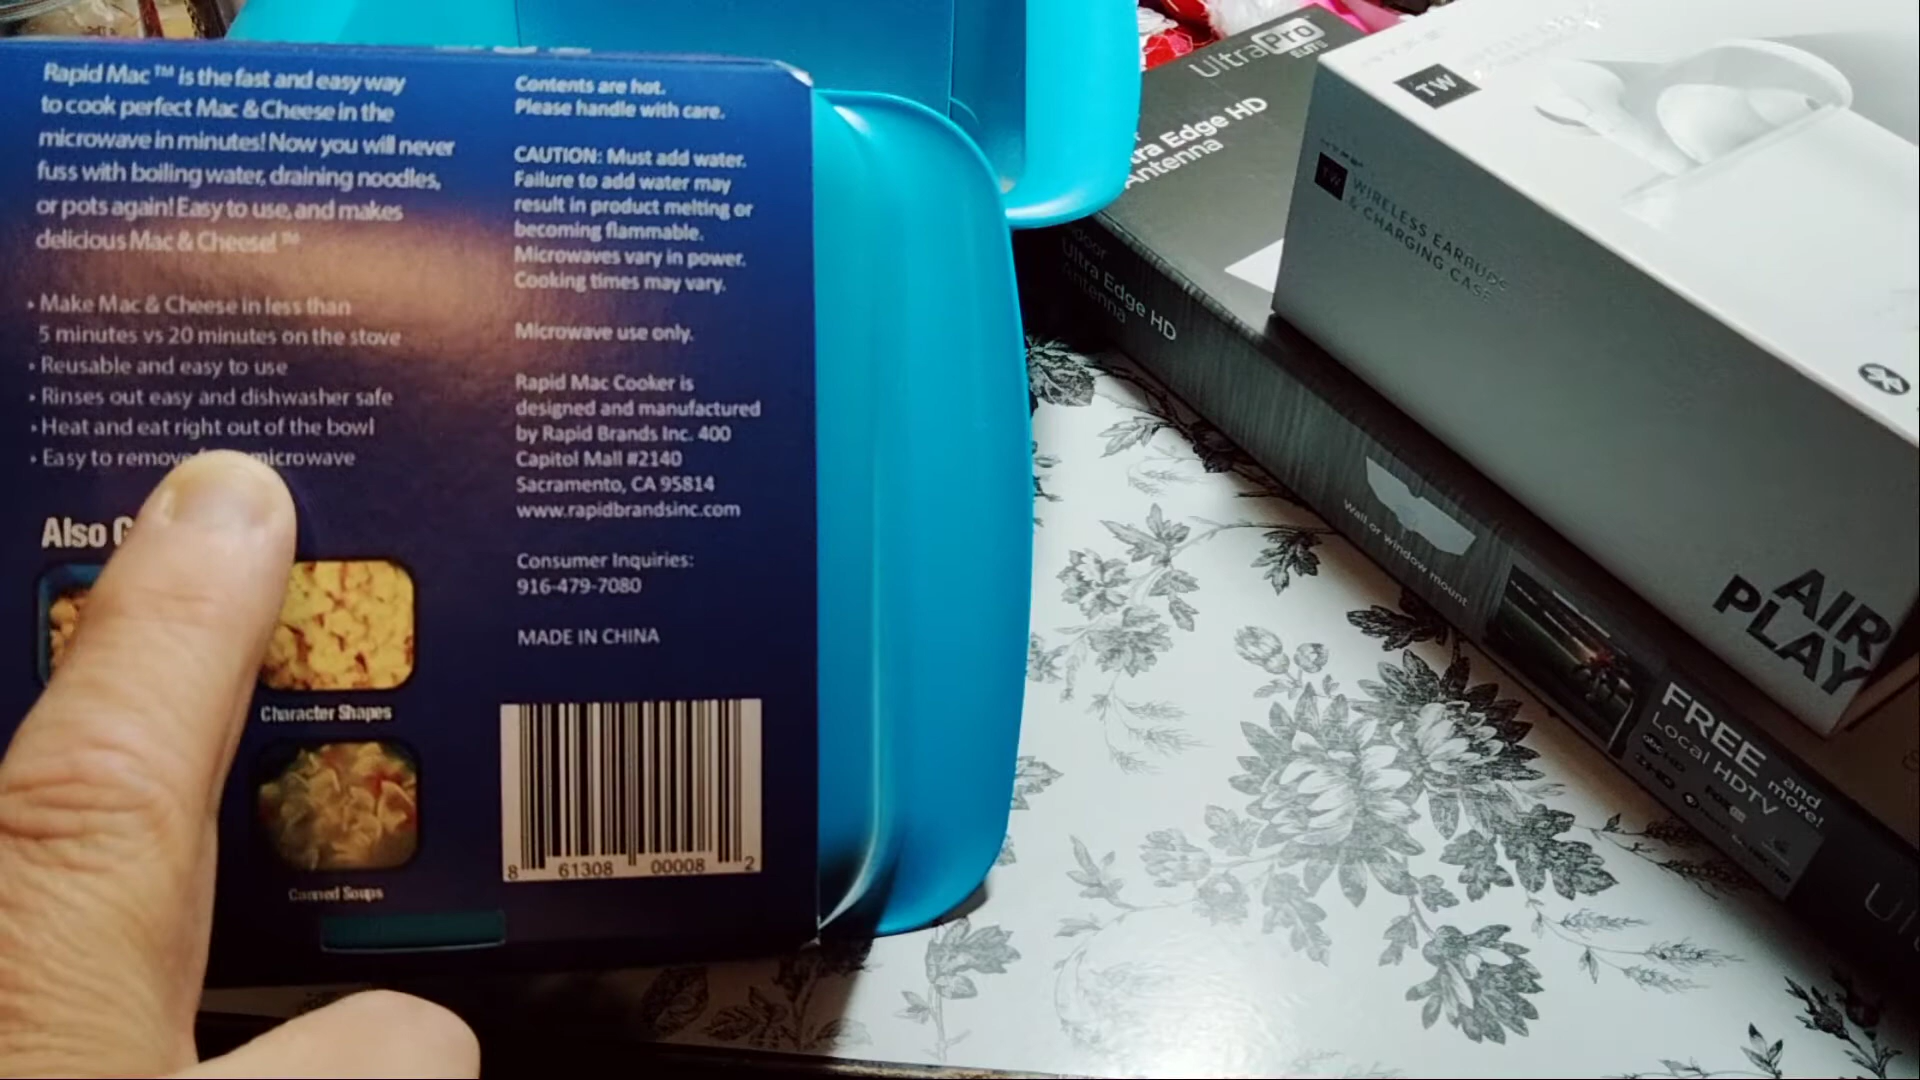 Rapid Mac™ is the fast and easy way
to cook perfect Mac & Cheese in the
microwave in minutes! Now you will never
fuss with boiling water, draining noodles,
or pots again! Easy to use, and makes
delicious Mac & Cheese! ™
• Make Mac & Cheese in less than
5 minutes vs 20 minutes on the stove
• Reusable and easy to use
• Rinses out easy and dishwasher safe
• Heat and eat right out of the bowl
• Easy to remove microwave
Also
Character Shapes
Canned Soups
Contents are hot.
Please handle with care.
CAUTION: Must add water.
Failure to add water may
result in product melting or
becoming flammable.
Microwaves vary in power.
Cooking times may vary.
Microwave use only.
Rapid Mac Cooker is
designed and manufactured
by Rapid Brands Inc. 400
Capitol Mall #2140
Sacramento, CA 95814
www.rapidbrandsinc.com
Consumer Inquiries:
916-479-7080
MADE IN CHINA
8 61308 00008 2
UltraPro
ELITE
Edge HD
Antenna
Ultra Edge HD
Antenna
Wall or window mount
FREE
Local HDTV
and
more!
TW
TW
WIRELESS EARBUDS
& CHARGING CASE
AIR
PLAY